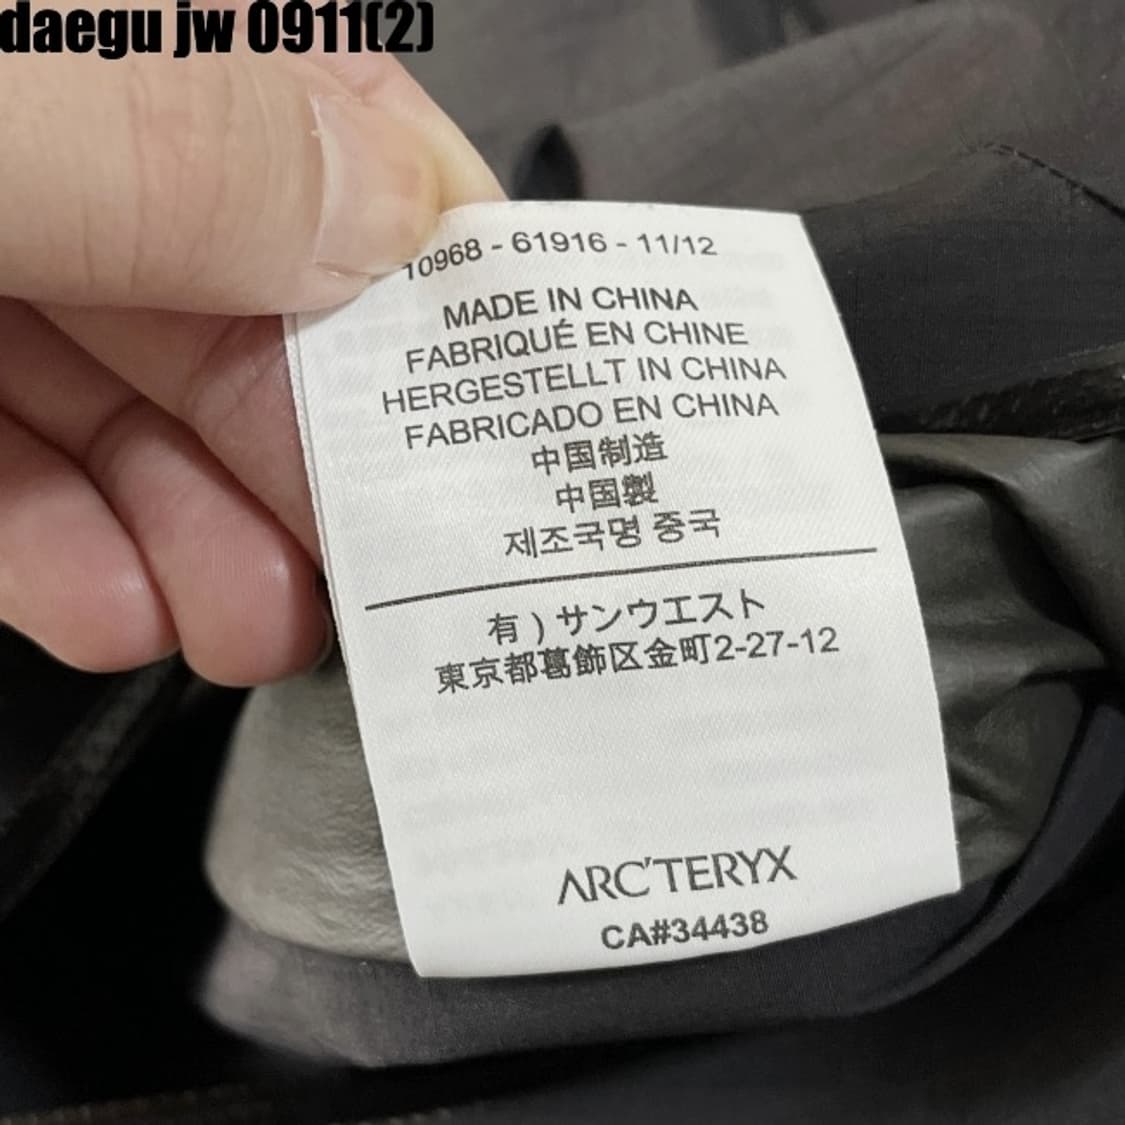 daegu jw 0911(2)
10968 - 61916 - 11/12
MADE IN CHINA
FABRIQUÉ EN CHINE
HERGESTELLT IN CHINA
FABRICADO EN CHINA
中国制造
中国製
제조국명 중국
有）サンウエスト
東京都葛飾区金町2-27-12
ARC'TERYX
CA#34438